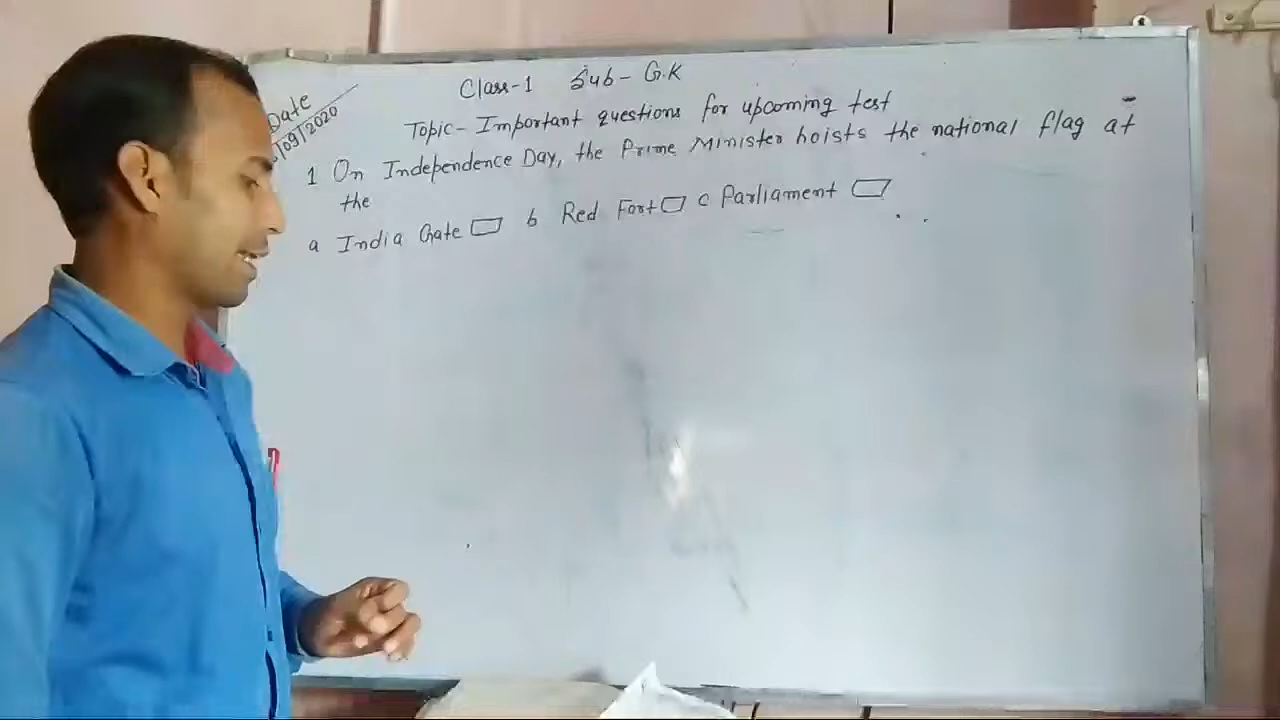 Class-1 Sub- G.K
Date
/09/2020
Topic- Important questions for upcoming test
1 On Independence Day, the Prime Minister hoists the national flag at
the
a India Gate b Red Fort c Parliament